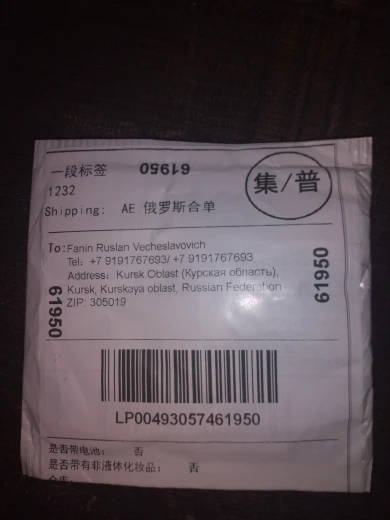 一段标签 61950
集/普
1232
Shipping: AE 俄罗斯合单
To: Fanin Ruslan Vecheslavovich
Tel: +7 9191767693/ +7 9191767693
Address: Kursk Oblast (Курская область),
Kursk, Kurskaya oblast, Russian Federation
ZIP: 305019
61950
61950
LP00493057461950
是否带电池: 否
是否带有非液体化妆品: 否